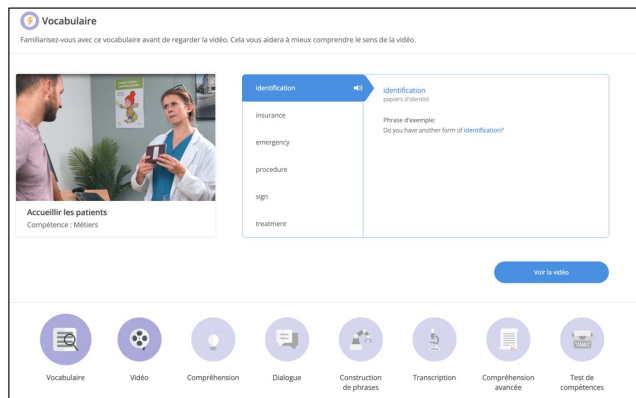 Vocabulaire
Familiarisez-vous avec ce vocabulaire avant de regarder la vidéo. Cela vous aidera à mieux comprendre le sens de la vidéo.
Accueillir les patients
Compétence : Métiers
identification
insurance
emergency
procedure
sign
treatment
identification
papiers d'identité
Phrase d'exemple:
Do you have another form of identification?
Voir la vidéo
Vocabulaire
Vidéo
Compréhension
Dialogue
Construction
de phrases
Transcription
Compréhension
avancée
Test de
compétences